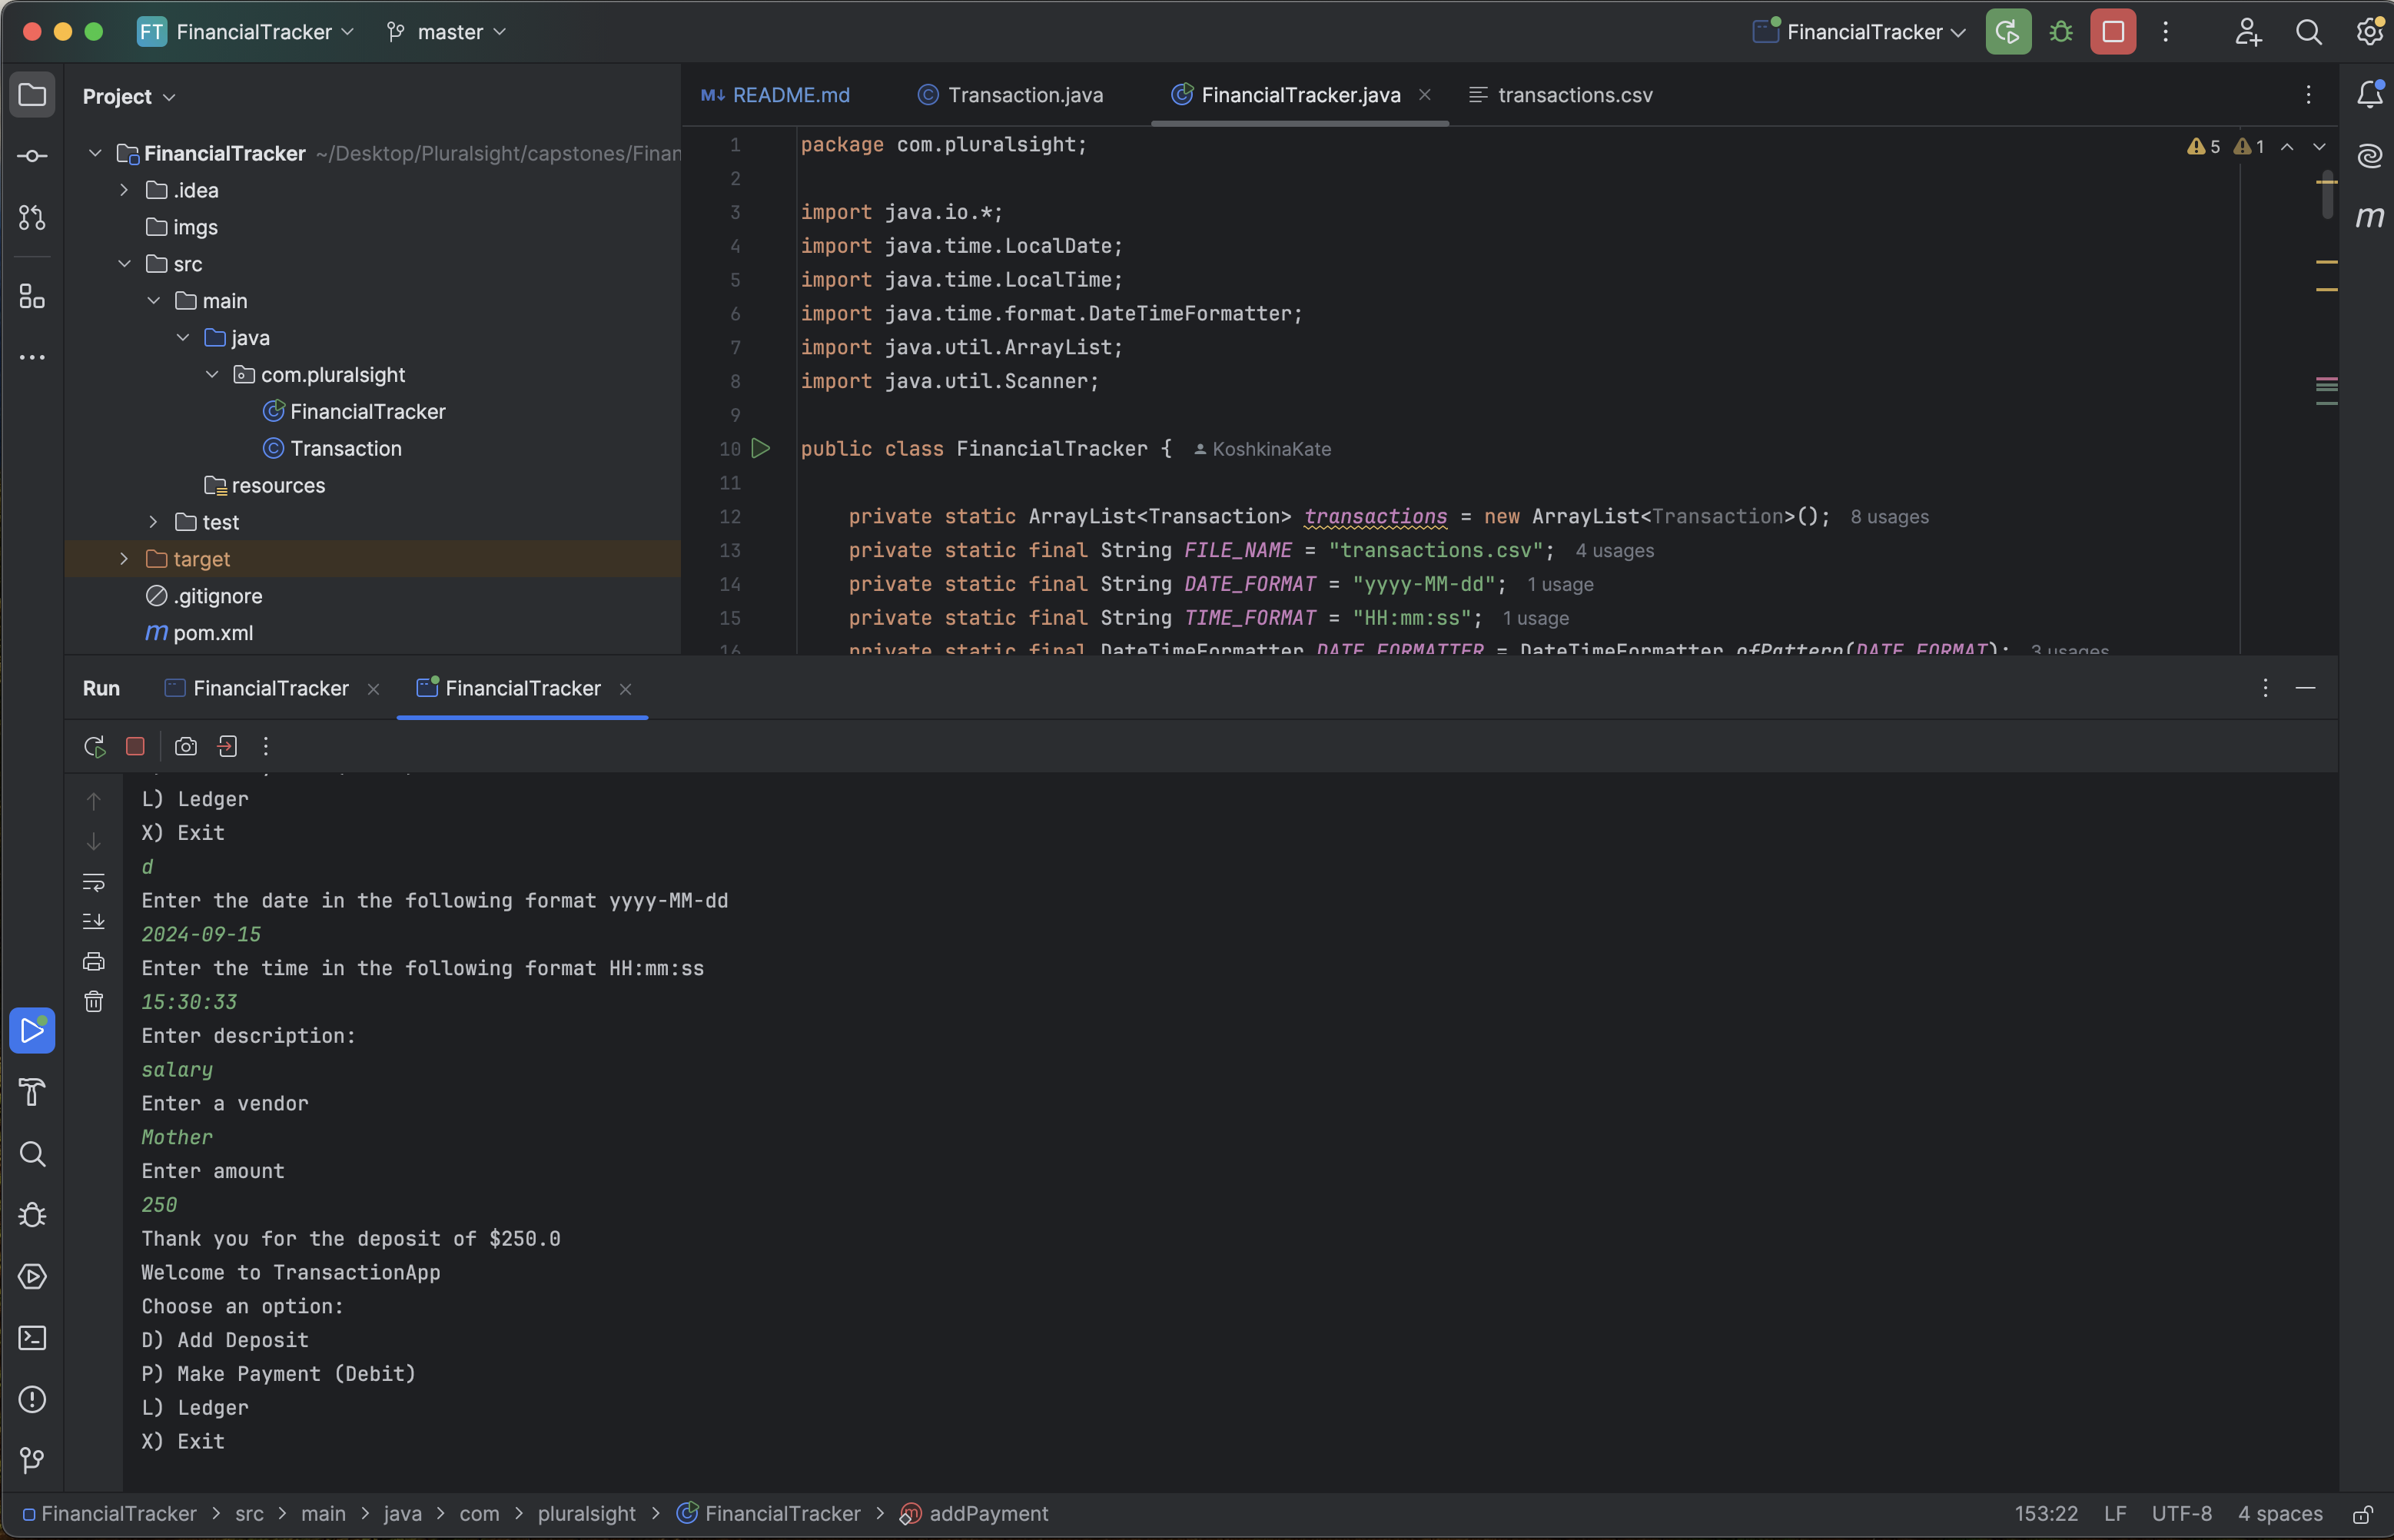 FT FinancialTracker master FinancialTracker
Project
FinancialTracker ~/Desktop/Pluralsight/capstones/Finan
.idea
imgs
src
main
java
com.pluralsight
FinancialTracker
Transaction
resources
test
target
.gitignore
m pom.xml
M↓ README.md Transaction.java FinancialTracker.java transactions.csv
5 1
m
1 package com.pluralsight;
2
3 import java.io.*;
4 import java.time.LocalDate;
5 import java.time.LocalTime;
6 import java.time.format.DateTimeFormatter;
7 import java.util.ArrayList;
8 import java.util.Scanner;
9
10 public class FinancialTracker { KoshkinaKate
11
12 private static ArrayList<Transaction> transactions = new ArrayList<Transaction>(); 8 usages
13 private static final String FILE_NAME = "transactions.csv"; 4 usages
14 private static final String DATE_FORMAT = "yyyy-MM-dd"; 1 usage
15 private static final String TIME_FORMAT = "HH:mm:ss"; 1 usage
16 private static final DateTimeFormatter DATE_FORMATTER = DateTimeFormatter.ofPattern(DATE_FORMAT); 3 usages
Run FinancialTracker FinancialTracker
L) Ledger
X) Exit
d
Enter the date in the following format yyyy-MM-dd
2024-09-15
Enter the time in the following format HH:mm:ss
15:30:33
Enter description:
salary
Enter a vendor
Mother
Enter amount
250
Thank you for the deposit of $250.0
Welcome to TransactionApp
Choose an option:
D) Add Deposit
P) Make Payment (Debit)
L) Ledger
X) Exit
FinancialTracker > src > main > java > com > pluralsight > FinancialTracker > addPayment 153:22 LF UTF-8 4 spaces